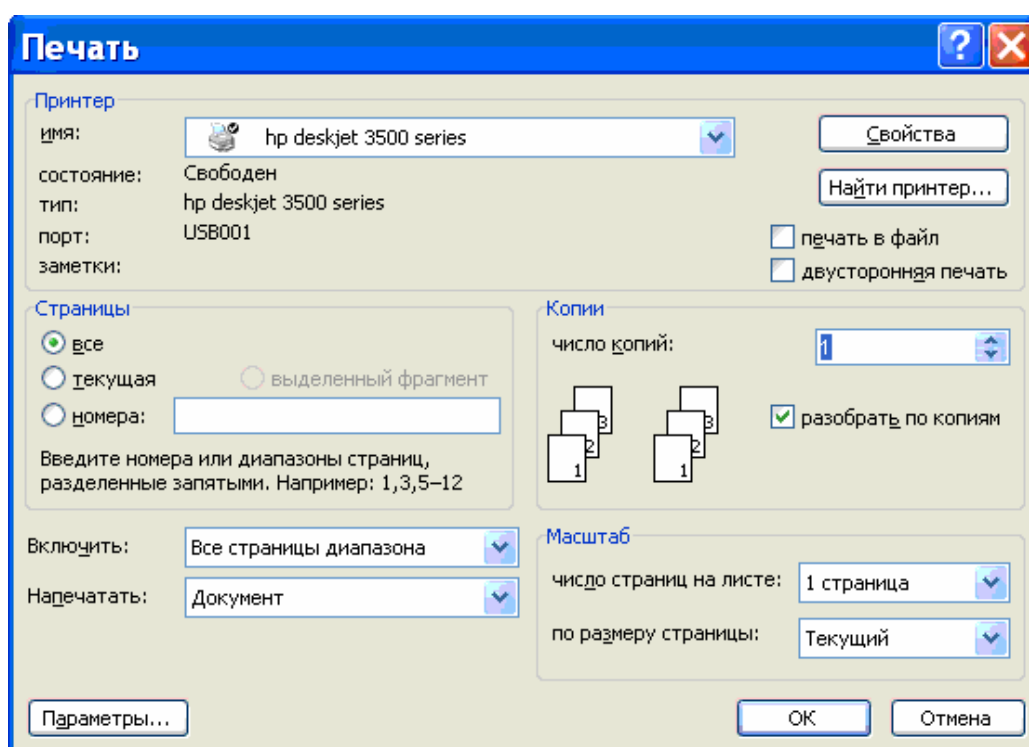 Печать
Принтер
имя: hp deskjet 3500 series Свойства
состояние: Свободен
Найти принтер...
тип: hp deskjet 3500 series
порт: USB001
печать в файл
заметки:
двусторонняя печать
Страницы
все
текущая выделенный фрагмент
номера:
Введите номера или диапазоны страниц,
разделенные запятыми. Например: 1,3,5–12
Копии
число копий: 1
3 3
2 2
1 1
разобрать по копиям
Включить: Все страницы диапазона
Напечатать: Документ
Масштаб
число страниц на листе: 1 страница
по размеру страницы: Текущий
Параметры... ОК Отмена